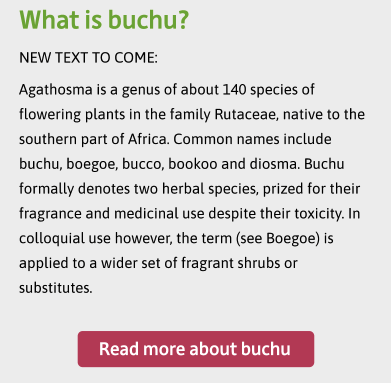 What is buchu?
NEW TEXT TO COME:
Agathosma is a genus of about 140 species of
flowering plants in the family Rutaceae, native to the
southern part of Africa. Common names include
buchu, boegoe, bucco, bookoo and diosma. Buchu
formally denotes two herbal species, prized for their
fragrance and medicinal use despite their toxicity. In
colloquial use however, the term (see Boegoe) is
applied to a wider set of fragrant shrubs or
substitutes.
Read more about buchu